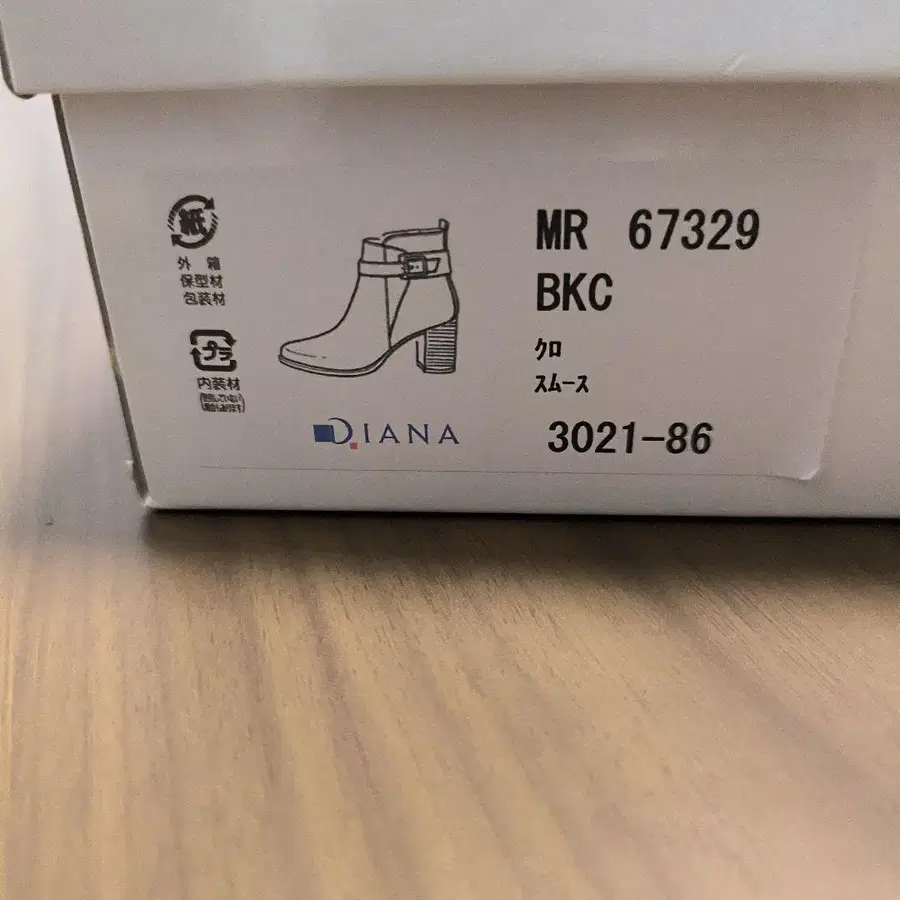 紙
外 箱
保型材
包装材
プラ
内装材
DIANA
MR 67329
BKC
ｸﾛ
ｽﾑｰｽ
3021-86